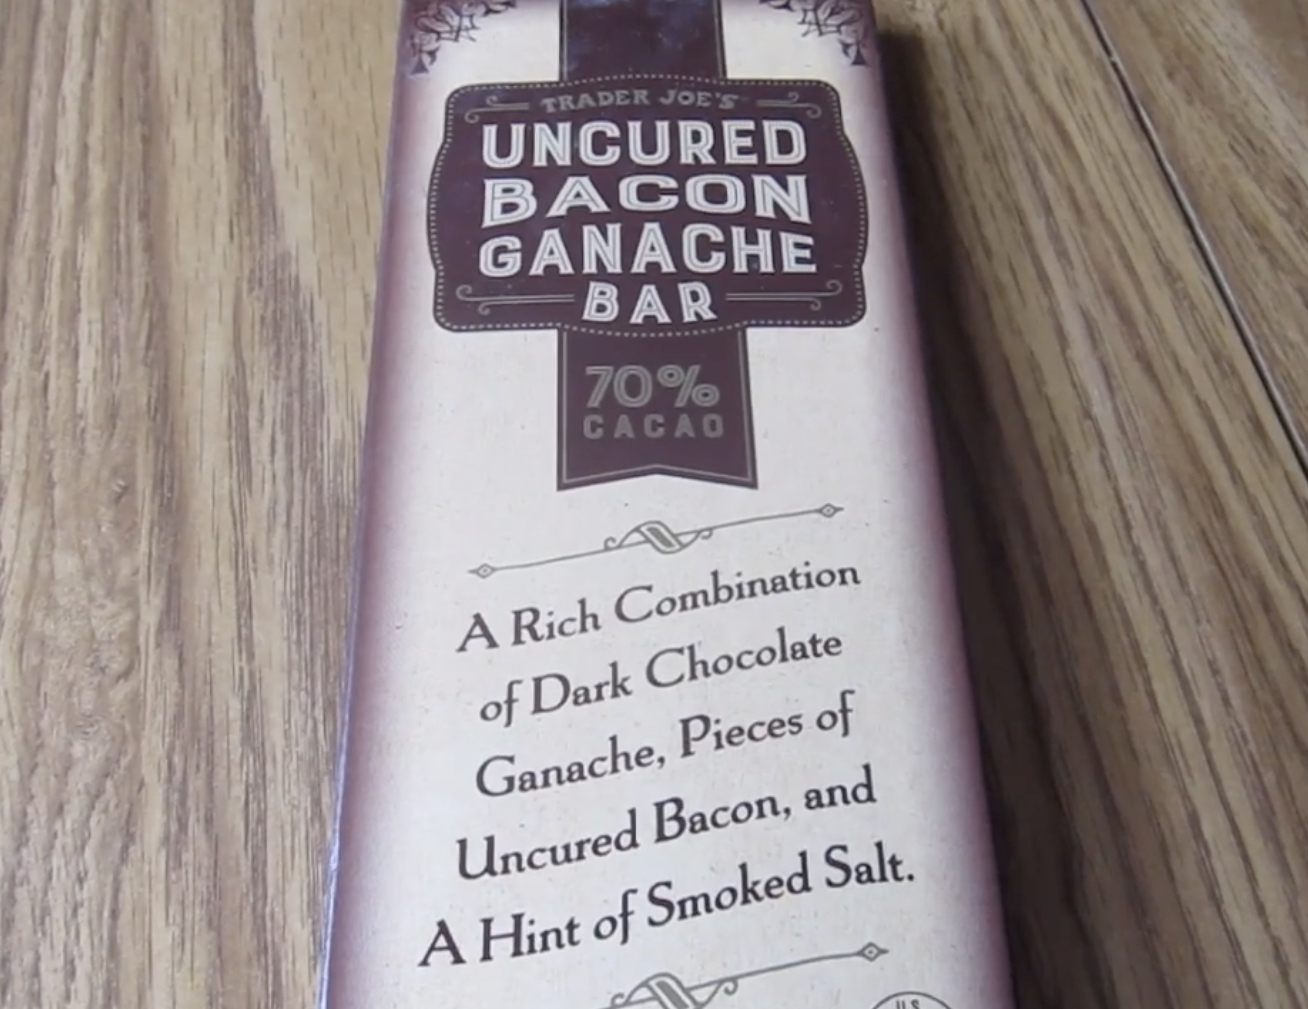 TRADER JOE'S
UNCURED
BACON
GANACHE
BAR
70%
CACAO
A Rich Combination
of Dark Chocolate
Ganache, Pieces of
Uncured Bacon, and
A Hint of Smoked Salt.
U.S.